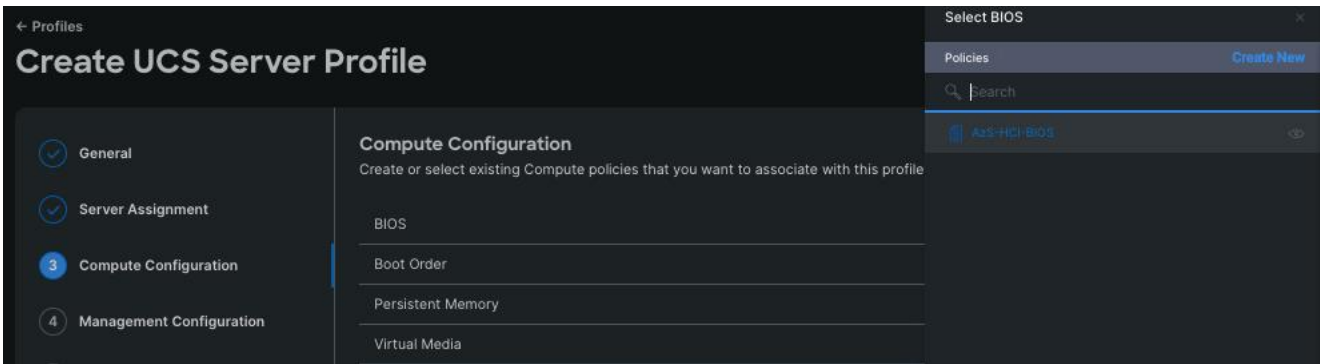 ← Profiles
Create UCS Server Profile
General
Server Assignment
3 Compute Configuration
4 Management Configuration
Compute Configuration
Create or select existing Compute policies that you want to associate with this profile
BIOS
Boot Order
Persistent Memory
Virtual Media
Select BIOS
×
Policies Create New
Search
AzS-HCI-BIOS